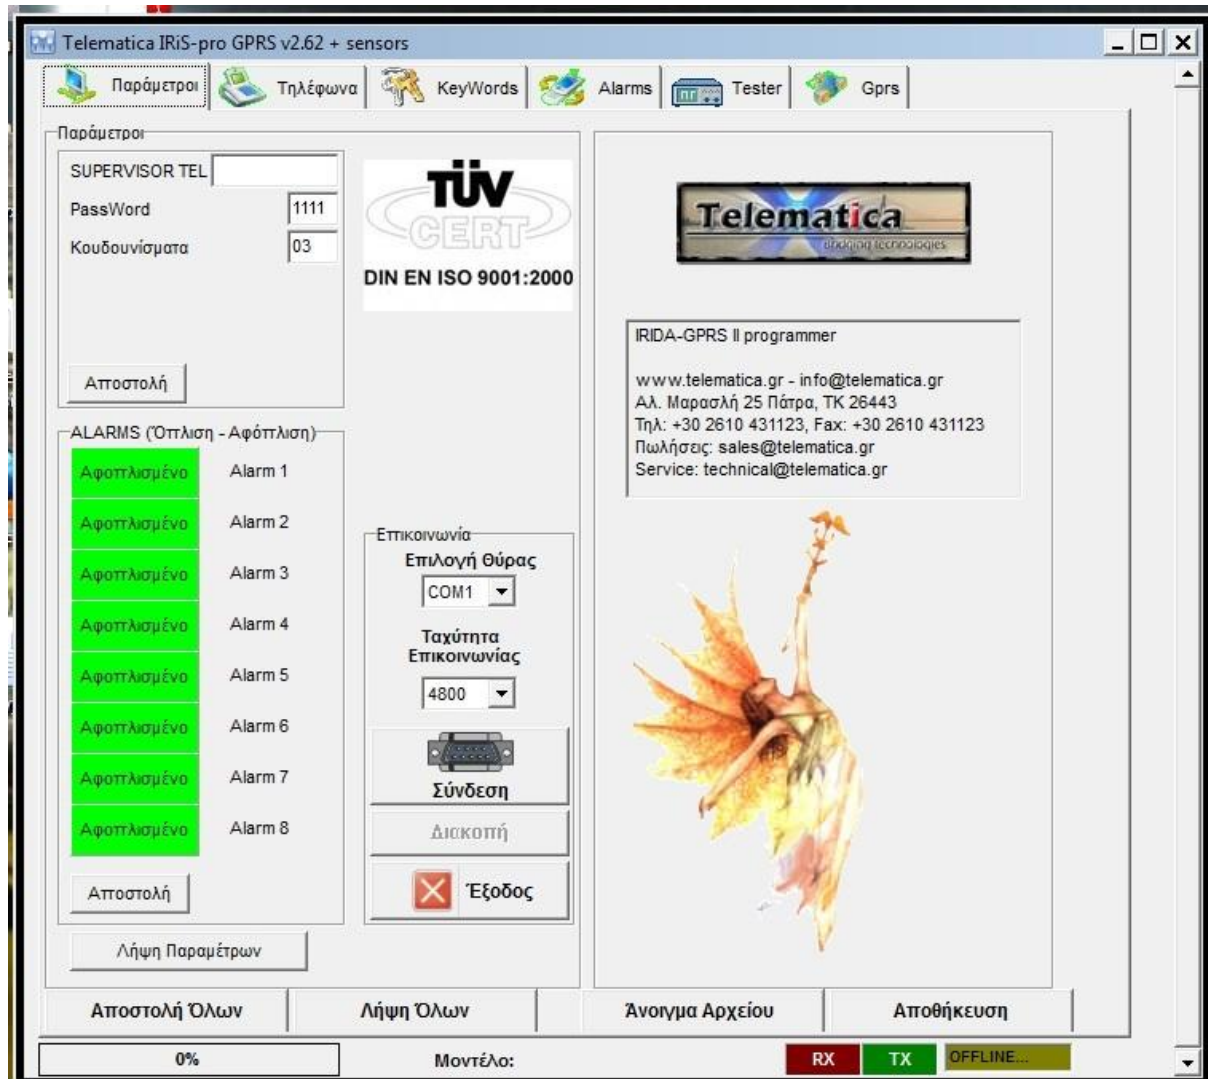 Telematica IRiS-pro GPRS v2.62 + sensors
Παράμετροι Τηλέφωνα KeyWords Alarms Tester Gprs
Παράμετροι
SUPERVISOR TEL
PassWord 1111
Κουδουνίσματα 03
Αποστολή
TÜV
CERT
DIN EN ISO 9001:2000
ALARMS (Όπλιση - Αφόπλιση)
Αφοπλισμένο Alarm 1
Αφοπλισμένο Alarm 2
Αφοπλισμένο Alarm 3
Αφοπλισμένο Alarm 4
Αφοπλισμένο Alarm 5
Αφοπλισμένο Alarm 6
Αφοπλισμένο Alarm 7
Αφοπλισμένο Alarm 8
Αποστολή
Λήψη Παραμέτρων
Επικοινωνία
Επιλογή Θύρας
COM1
Ταχύτητα
Επικοινωνίας
4800
Σύνδεση
Διακοπή
Έξοδος
Telematica
Bridging technologies
IRIDA-GPRS II programmer
www.telematica.gr - info@telematica.gr
Αλ. Μαρασλή 25 Πάτρα, ΤΚ 26443
Τηλ: +30 2610 431123, Fax: +30 2610 431123
Πωλήσεις: sales@telematica.gr
Service: technical@telematica.gr
Αποστολή Όλων Λήψη Όλων Άνοιγμα Αρχείου Αποθήκευση
0% Μοντέλο: RX TX OFFLINE...